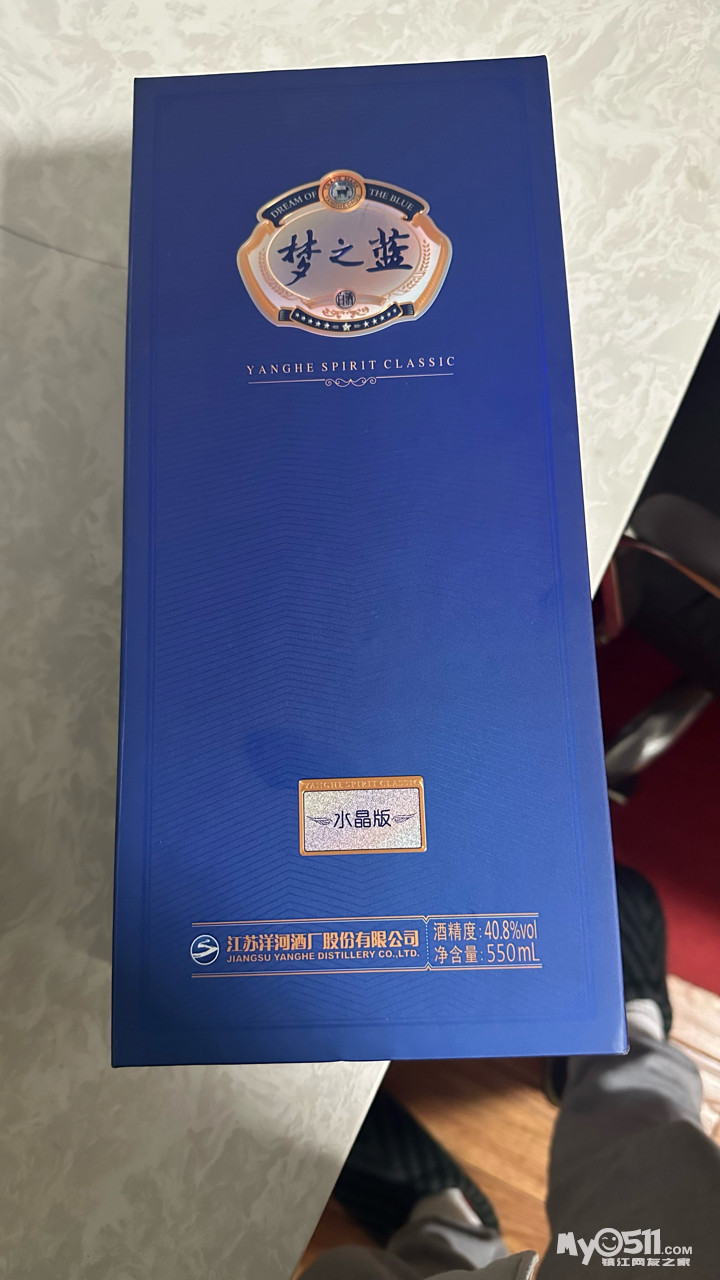 DREAM OF THE BLUE
梦之蓝
白酒
YANGHE SPIRIT CLASSIC
YANGHE SPIRIT CLASSIC
水晶版
江苏洋河酒厂股份有限公司
JIANGSU YANGHE DISTILLERY CO.,LTD.
酒精度:40.8%vol
净含量:550mL
My0511.COM
镇江网友之家